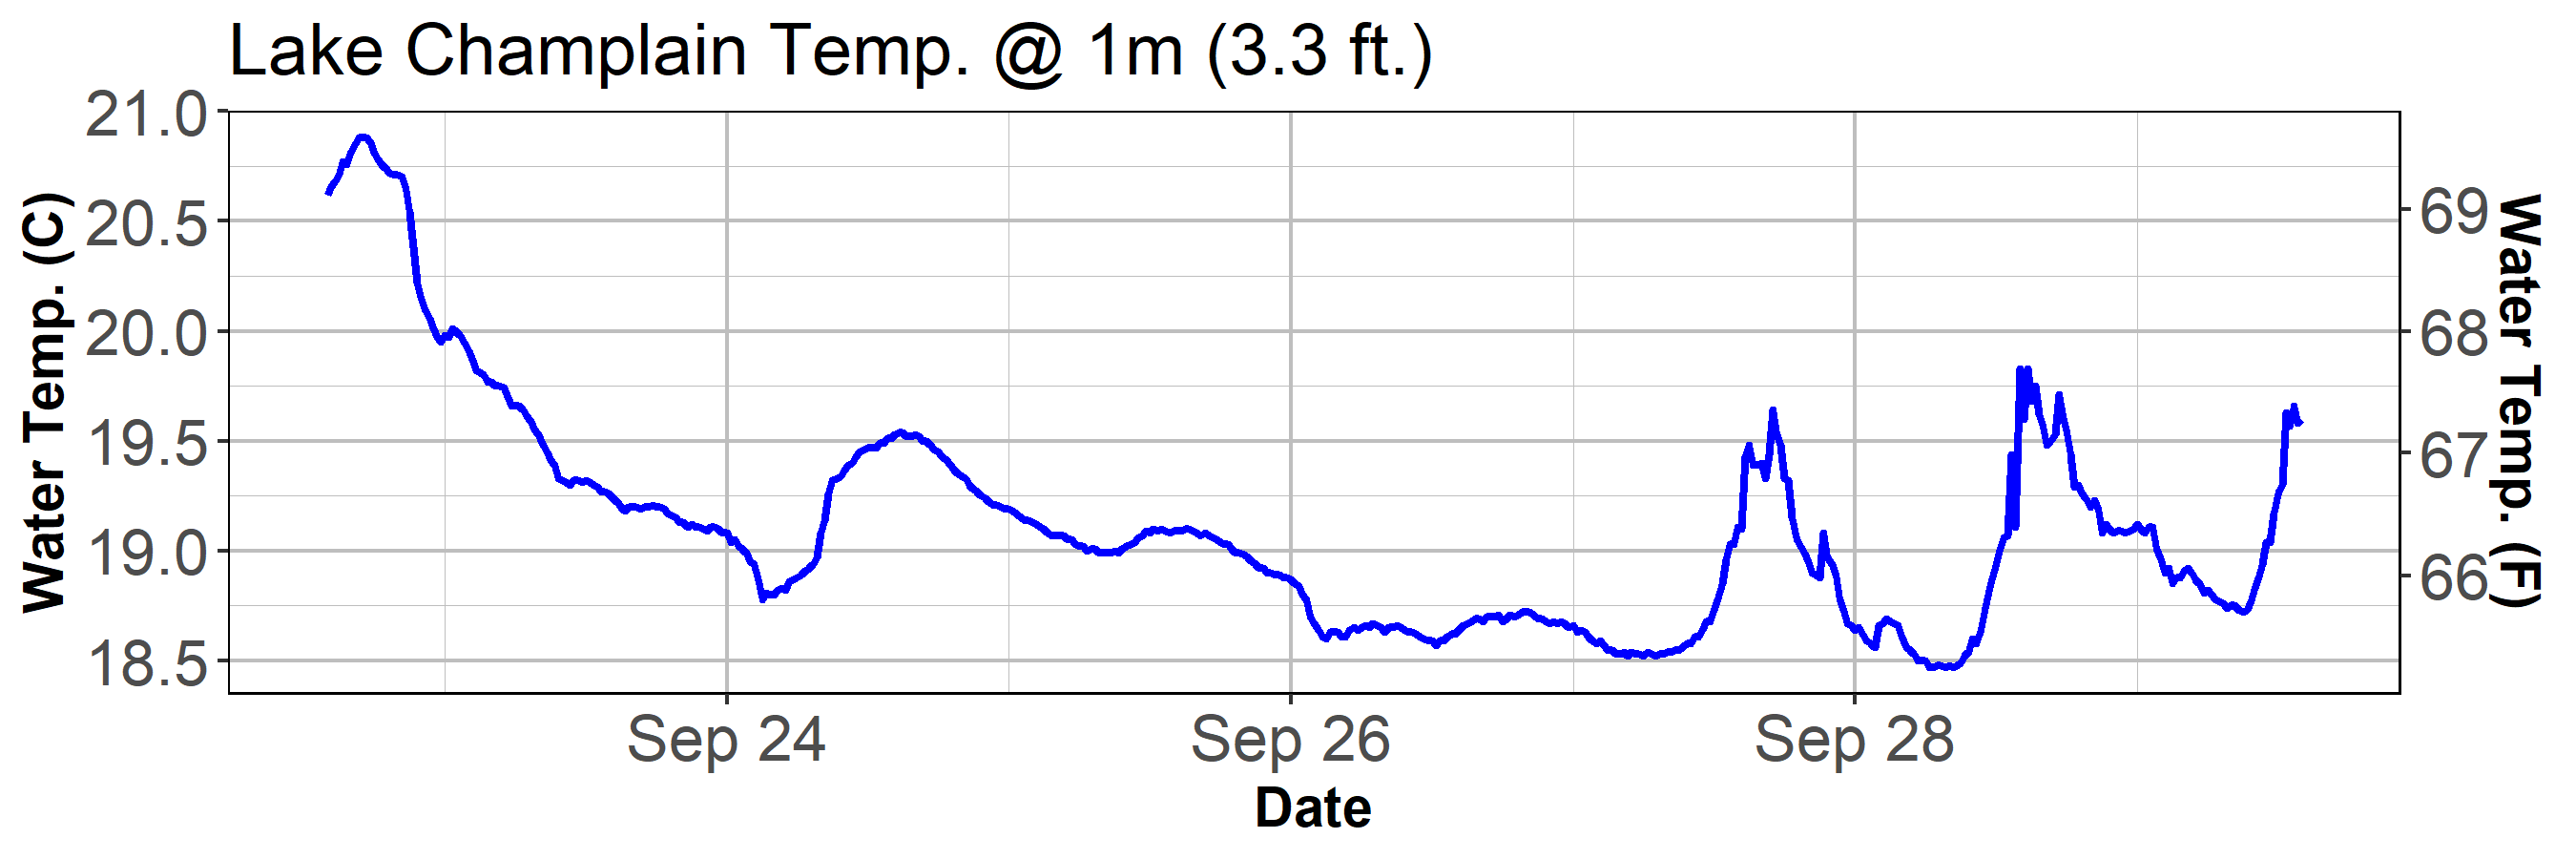 Lake Champlain Temp. @ 1m (3.3 ft.)
21.0
20.5
20.0
19.5
19.0
18.5
Water Temp. (C)
69
68
67
66
Water Temp. (F)
Sep 24
Sep 26
Sep 28
Date